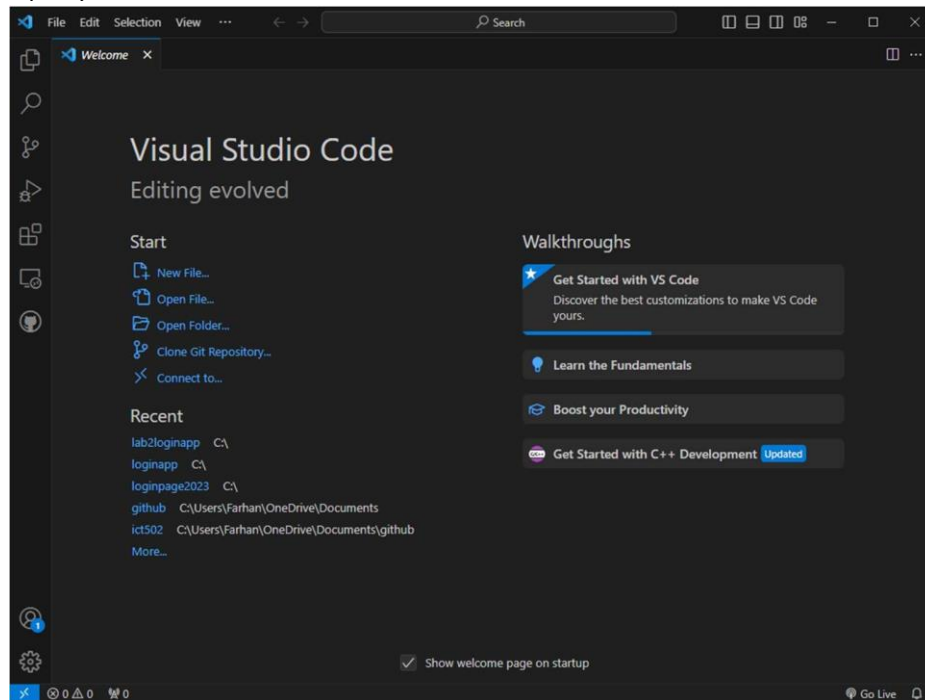 File Edit Selection View ··· Search
Welcome
Visual Studio Code
Editing evolved
Start
New File...
Open File...
Open Folder...
Clone Git Repository...
Connect to...
Recent
lab2loginapp C:\
loginapp C:\
loginpage2023 C:\
github C:\Users\Farhan\OneDrive\Documents
ict502 C:\Users\Farhan\OneDrive\Documents\github
More...
Walkthroughs
Get Started with VS Code
Discover the best customizations to make VS Code
yours.
Learn the Fundamentals
Boost your Productivity
Get Started with C++ Development Updated
1
Show welcome page on startup
0 0 0 Go Live